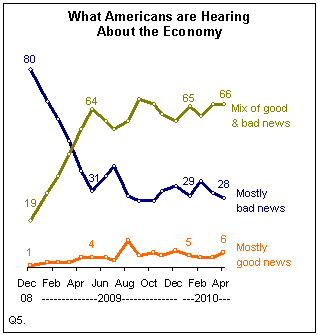 What Americans are Hearing
About the Economy
80
64
65
66
Mix of good
& bad news
31
29
28
Mostly
bad news
19
1
4
5
6
Mostly
good news
Dec Feb Apr Jun Aug Oct Dec Feb Apr
08 ------------------2009------------------ ----2010----
Q5.